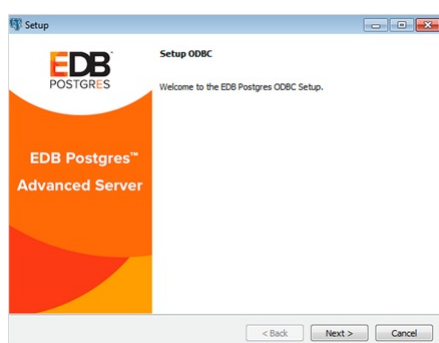 Setup
EDB
POSTGRES
EDB Postgres™
Advanced Server
Setup ODBC
Welcome to the EDB Postgres ODBC Setup.
< Back
Next >
Cancel